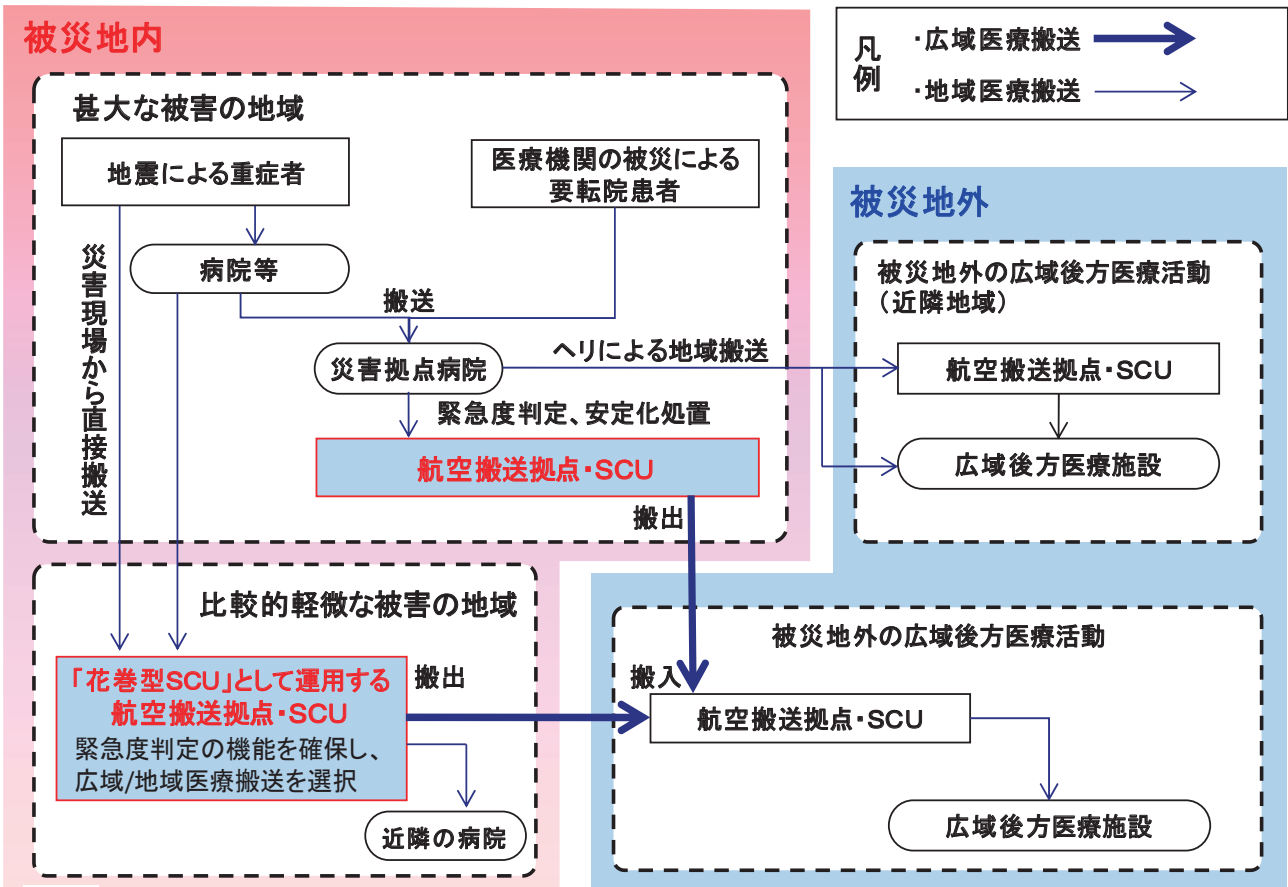 被災地内
甚大な被害の地域
地震による重症者
医療機関の被災による
要転院患者
病院等
災害現場から直接搬送
搬送
災害拠点病院
ヘリによる地域搬送
緊急度判定、安定化処置
航空搬送拠点・SCU
搬出
比較的軽微な被害の地域
「花巻型SCU」として運用する
航空搬送拠点・SCU
緊急度判定の機能を確保し、
広域/地域医療搬送を選択
搬出
近隣の病院
凡例
・広域医療搬送
・地域医療搬送
被災地外
被災地外の広域後方医療活動
（近隣地域）
航空搬送拠点・SCU
広域後方医療施設
被災地外の広域後方医療活動
搬入
航空搬送拠点・SCU
広域後方医療施設